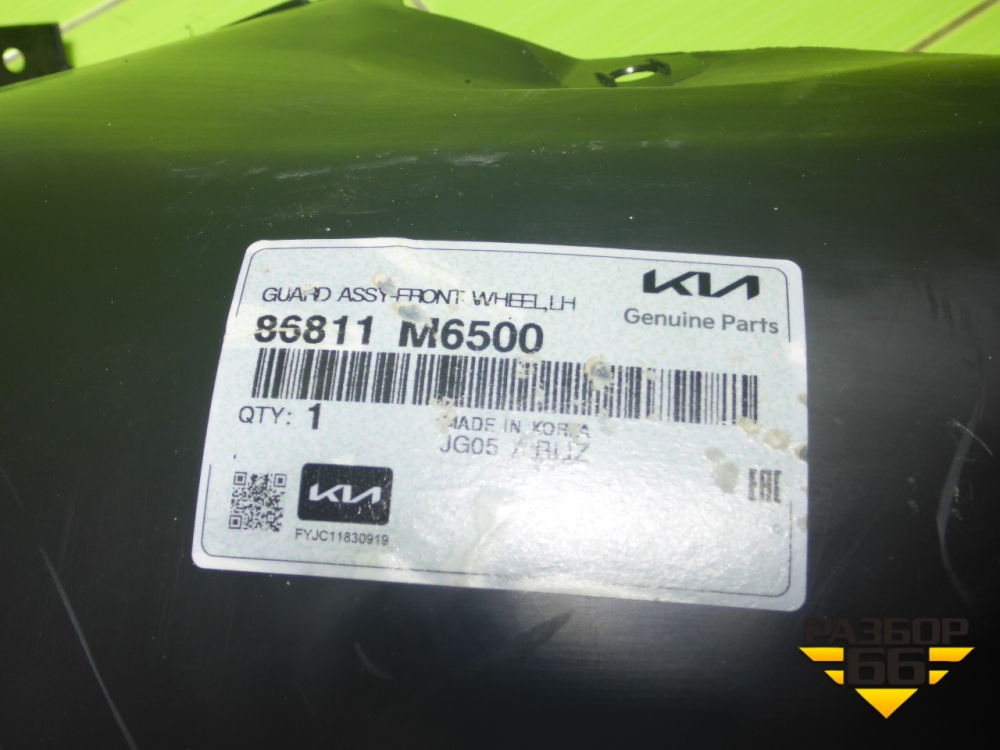 GUARD ASSY-FRONT WHEEL,LH
86811 M6500
KIA
Genuine Parts
QTY: 1
MADE IN KOREA
JG05
EAC
KIA
FYJC11830919
РАЗБОР
66